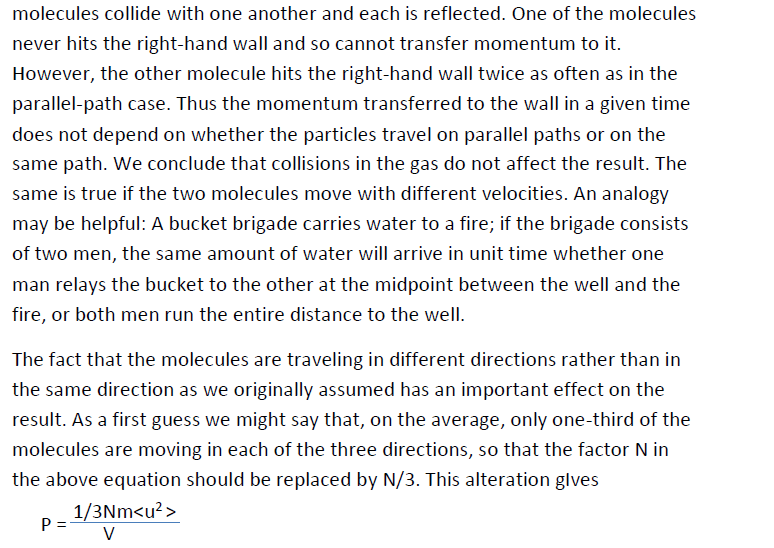 molecules collide with one another and each is reflected. One of the molecules
never hits the right-hand wall and so cannot transfer momentum to it.
However, the other molecule hits the right-hand wall twice as often as in the
parallel-path case. Thus the momentum transferred to the wall in a given time
does not depend on whether the particles travel on parallel paths or on the
same path. We conclude that collisions in the gas do not affect the result. The
same is true if the two molecules move with different velocities. An analogy
may be helpful: A bucket brigade carries water to a fire; if the brigade consists
of two men, the same amount of water will arrive in unit time whether one
man relays the bucket to the other at the midpoint between the well and the
fire, or both men run the entire distance to the well.
The fact that the molecules are traveling in different directions rather than in
the same direction as we originally assumed has an important effect on the
result. As a first guess we might say that, on the average, only one-third of the
molecules are moving in each of the three directions, so that the factor N in
the above equation should be replaced by N/3. This alteration glves
1/3Nm<u²>
P =
V